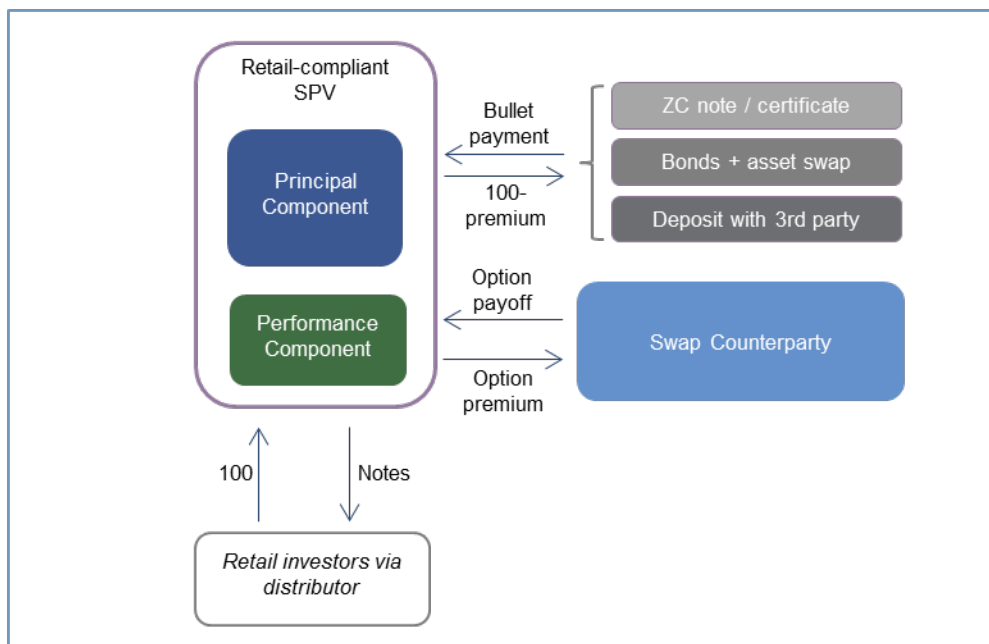 Retail-compliant
SPV
Principal
Component
Performance
Component
Bullet
payment
100-
premium
ZC note / certificate
Bonds + asset swap
Deposit with 3rd party
Option
payoff
Option
premium
Swap Counterparty
100
Notes
Retail investors via
distributor